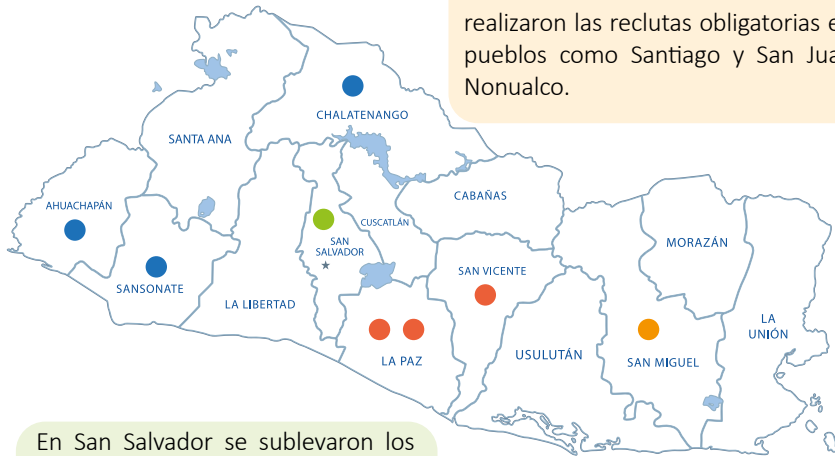 realizaron las reclutas obligatorias e
pueblos como Santiago y San Jua
Nonualco.
CHALATENANGO
SANTA ANA
CABAÑAS
AHUACHAPÁN
CUSCATLÁN
SAN
SALVADOR
MORAZÁN
SAN VICENTE
SANSONATE
LA LIBERTAD
LA
UNIÓN
LA PAZ
USULUTÁN
SAN MIGUEL
En San Salvador se sublevaron los